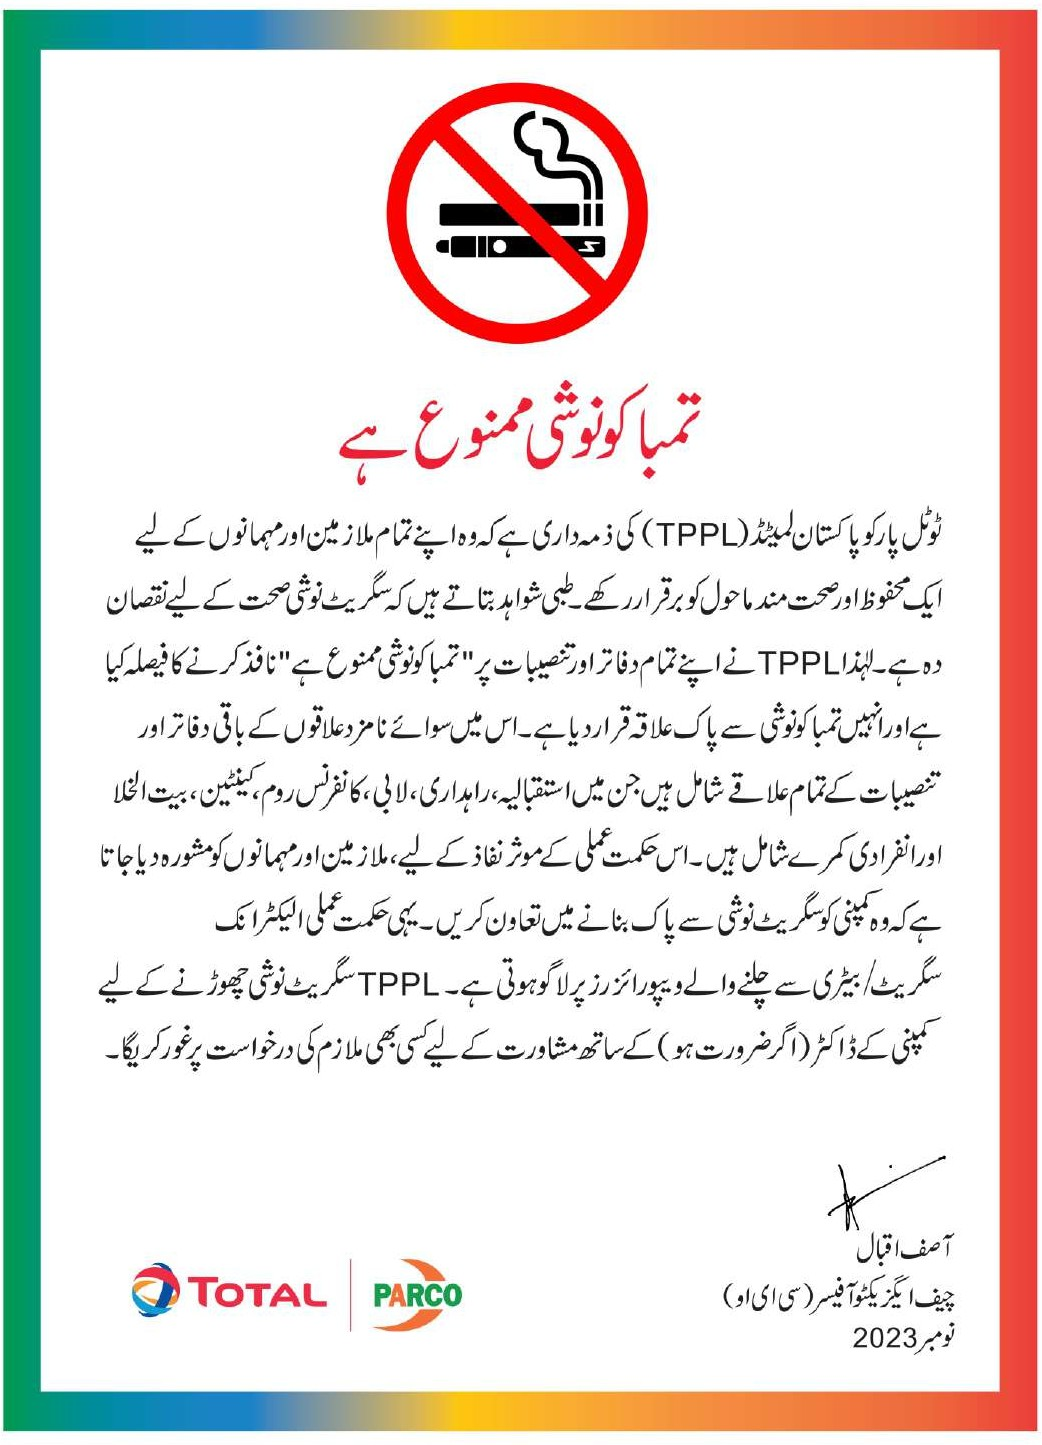 تمباکو نوشی ممنوع ہے
ٹوٹل پارکو پاکستان لمیٹڈ (TPPL) کی ذمہ داری ہے کہ وہ اپنے تمام ملازمین اور مہمانوں کے لیے
ایک محفوظ اور صحت مند ماحول کو برقرار رکھے۔ طبی شواہد بتاتے ہیں کہ سگریٹ نوشی صحت کے لیے نقصان
دہ ہے۔ لہٰذا TPPL نے اپنے تمام دفاتر اور تنصیبات پر "تمباکو نوشی ممنوع ہے" نافذ کرنے کا فیصلہ کیا
ہے اور انہیں تمباکو نوشی سے پاک علاقہ قرار دیا ہے۔ اس میں سوائے نامزد علاقوں کے باقی دفاتر اور
تنصیبات کے تمام علاقے شامل ہیں جن میں استقبالیہ، راہداری، لابی، کانفرنس روم، کینٹین، بیت الخلا
اور انفرادی کمرے شامل ہیں۔ اس حکمت عملی کے موثر نفاذ کے لیے، ملازمین اور مہمانوں کو مشورہ دیا جاتا
ہے کہ وہ کمپنی کو سگریٹ نوشی سے پاک بنانے میں تعاون کریں۔ یہی حکمت عملی الیکٹرانک
سگریٹ/بیٹری سے چلنے والے ویپورائزرز پر لاگو ہوتی ہے۔ TPPL سگریٹ نوشی چھوڑنے کے لیے
کمپنی کے ڈاکٹر (اگر ضرورت ہو) کے ساتھ مشاورت کے لیے کسی بھی ملازم کی درخواست پر غور کریگا۔
آصف اقبال
چیف ایگزیکٹو آفیسر (سی ای او)
نومبر 2023
TOTAL
PARCO